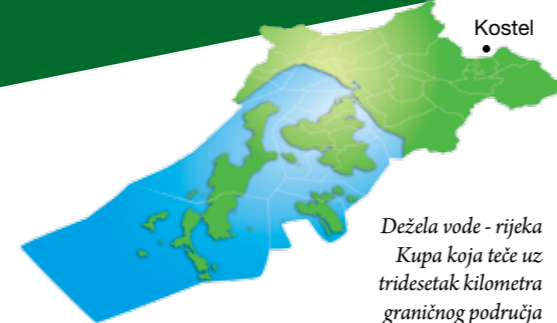 Kostel
Dežela vode - rijeka
Kupa koja teče uz
tridesetak kilometra
graničnog područja